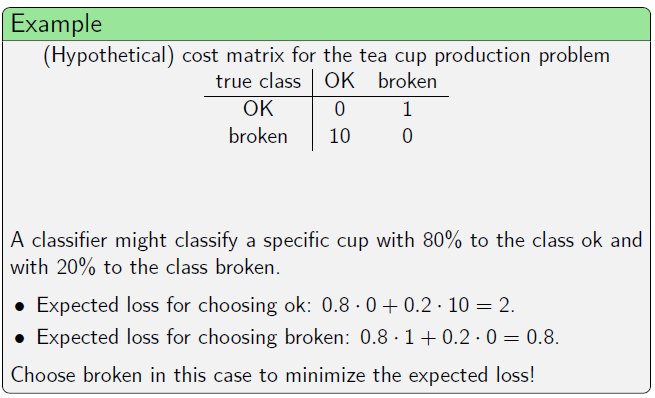 Example
(Hypothetical) cost matrix for the tea cup production problem
true class OK broken
OK 0 1
broken 10 0
A classifier might classify a specific cup with 80% to the class ok and
with 20% to the class broken.
• Expected loss for choosing ok: 0.8 · 0 + 0.2 · 10 = 2.
• Expected loss for choosing broken: 0.8 · 1 + 0.2 · 0 = 0.8.
Choose broken in this case to minimize the expected loss!